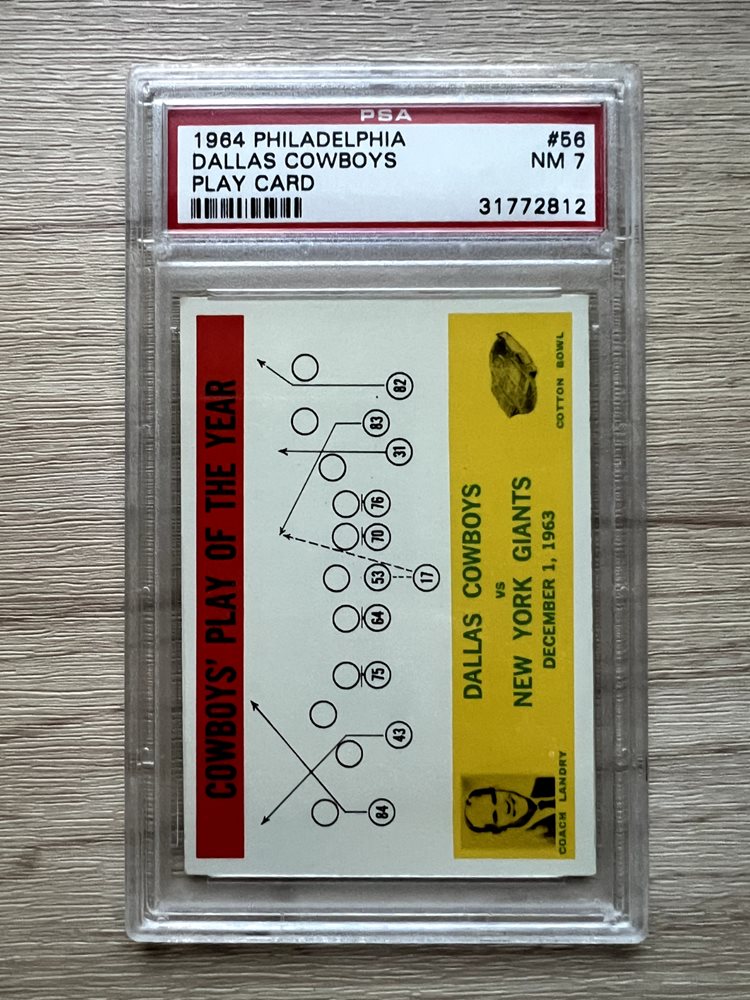 PSA
1964 PHILADELPHIA #56
DALLAS COWBOYS NM 7
PLAY CARD
31772812
COWBOYS' PLAY OF THE YEAR
84
43
75
64
53
70
76
31
83
82
17
DALLAS COWBOYS
VS
NEW YORK GIANTS
DECEMBER 1, 1963
COACH LANDRY
COTTON BOWL